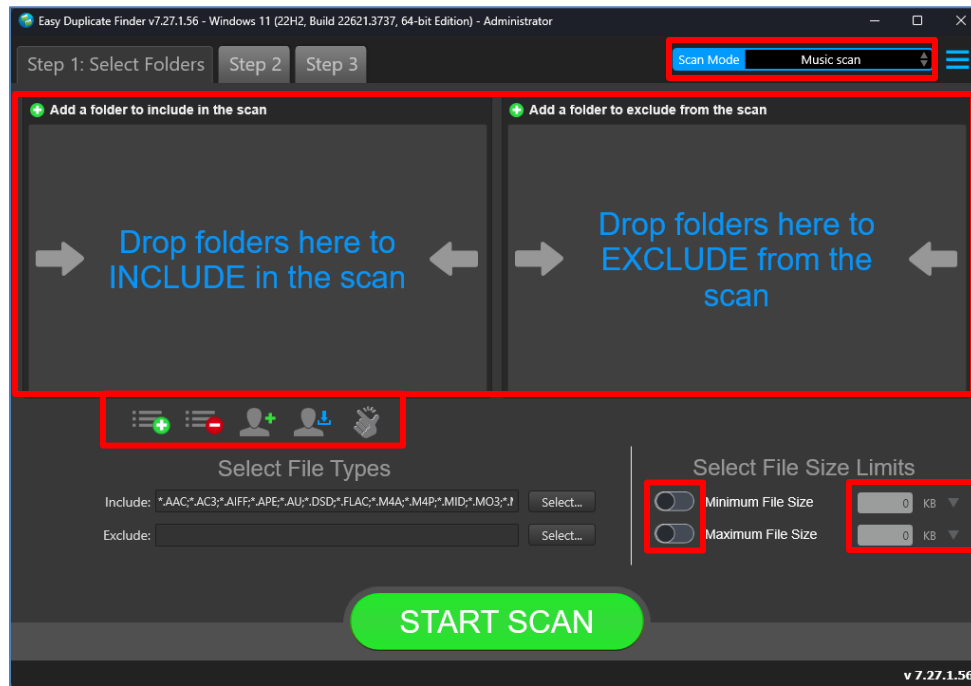 Easy Duplicate Finder v7.27.1.56 - Windows 11 (22H2, Build 22621.3737, 64-bit Edition) - Administrator
Step 1: Select Folders Step 2 Step 3 Scan Mode Music scan
Add a folder to include in the scan Add a folder to exclude from the scan
Drop folders here to
INCLUDE in the scan
Drop folders here to
EXCLUDE from the
scan
Select File Types Select File Size Limits
Include: *.AAC;*.AC3;*.AIFF;*.APE;*.AU;*.DSD;*.FLAC;*.M4A;*.M4P;*.MID;*.MO3;*. Select... Minimum File Size 0 KB
Exclude: Select... Maximum File Size 0 KB
START SCAN
v 7.27.1.56